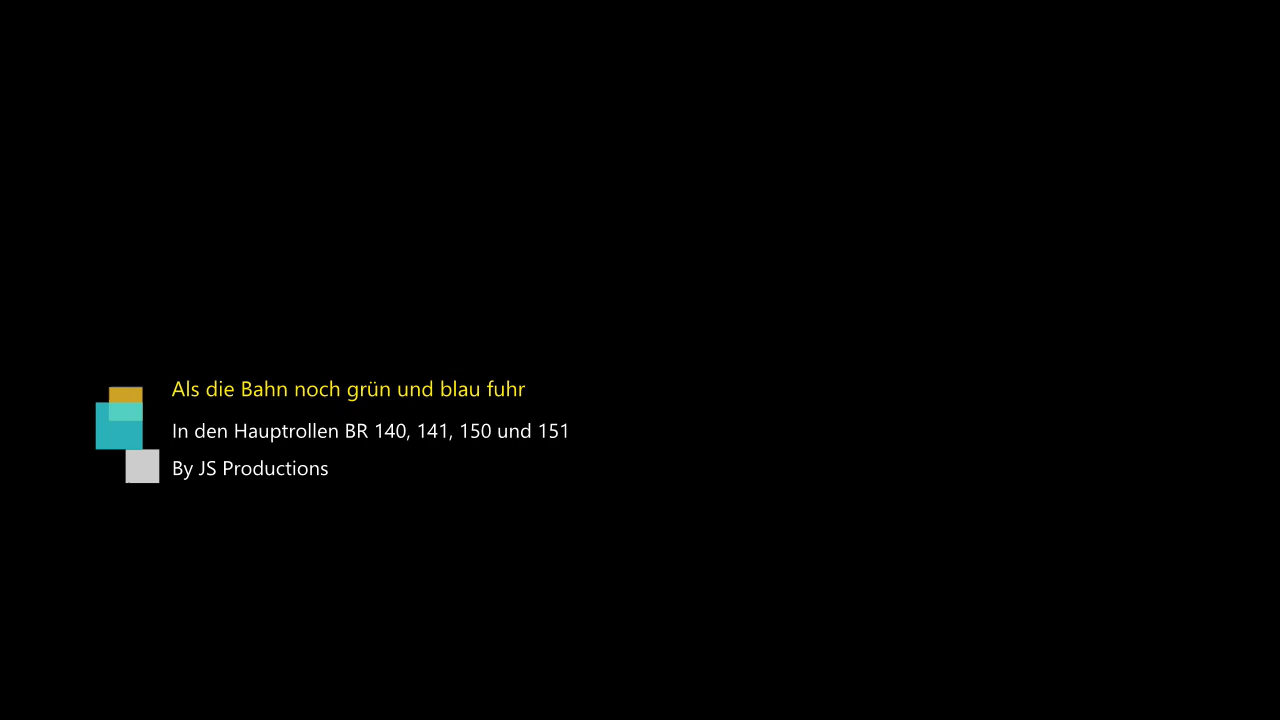 Als die Bahn noch grün und blau fuhr
In den Hauptrollen BR 140, 141, 150 und 151
By JS Productions